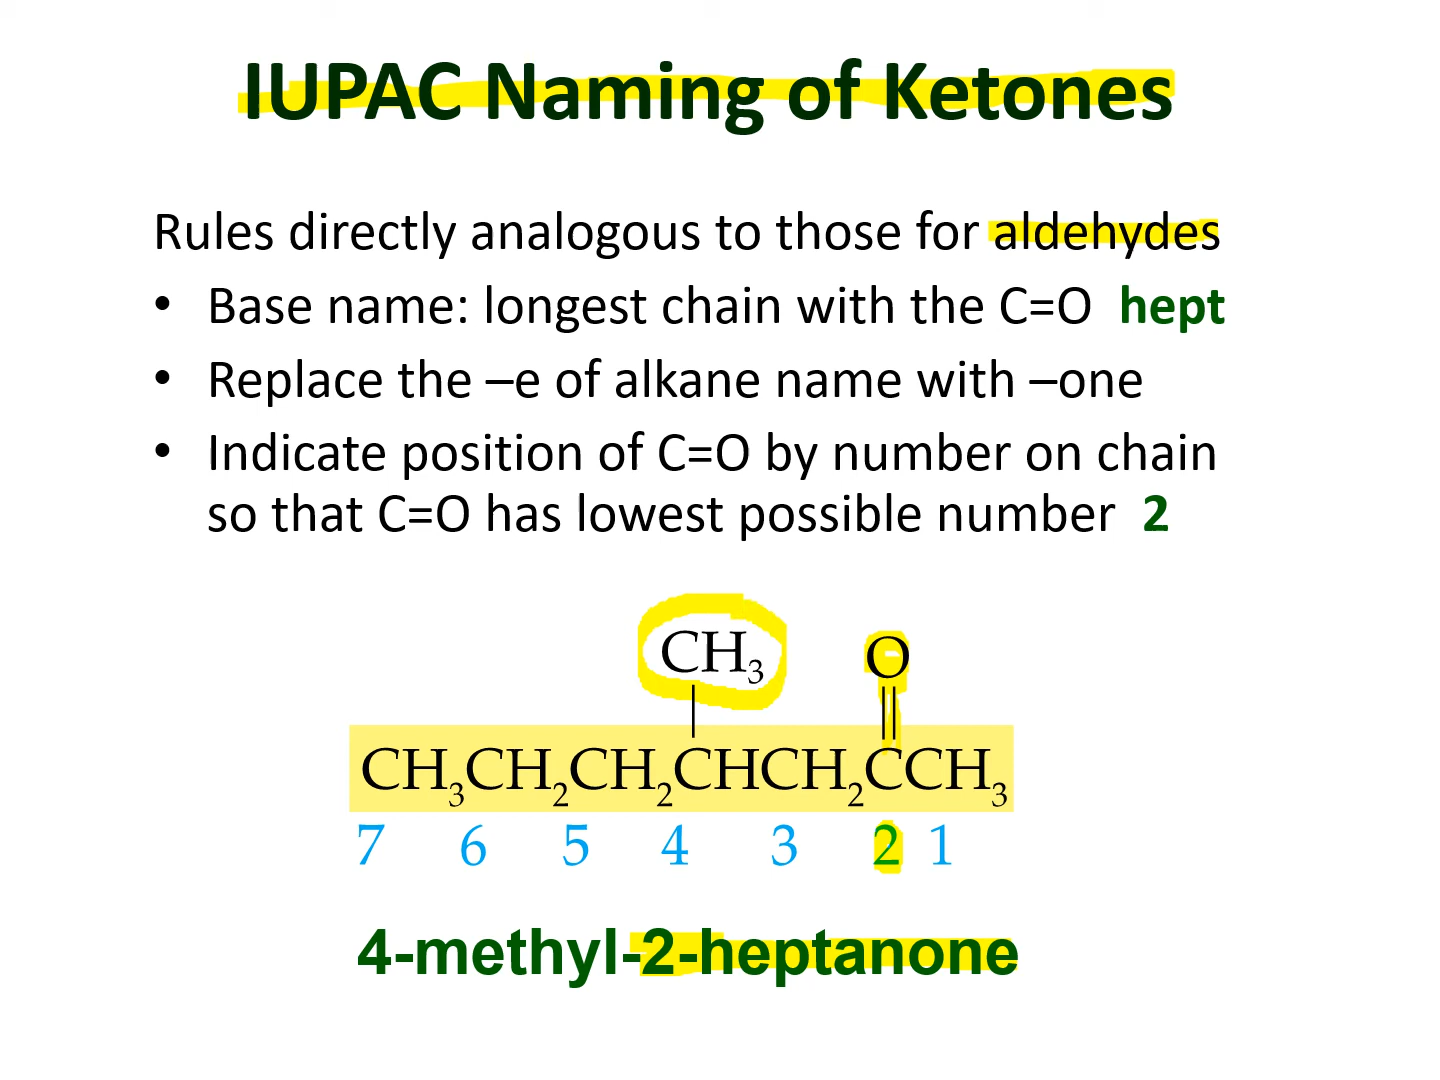 IUPAC Naming of Ketones
Rules directly analogous to those for aldehydes
• Base name: longest chain with the C=O hept
• Replace the –e of alkane name with –one
• Indicate position of C=O by number on chain
so that C=O has lowest possible number 2
CH₃ O
CH₃CH₂CH₂CHCH₂CCH₃
7 6 5 4 3 2 1
4-methyl-2-heptanone